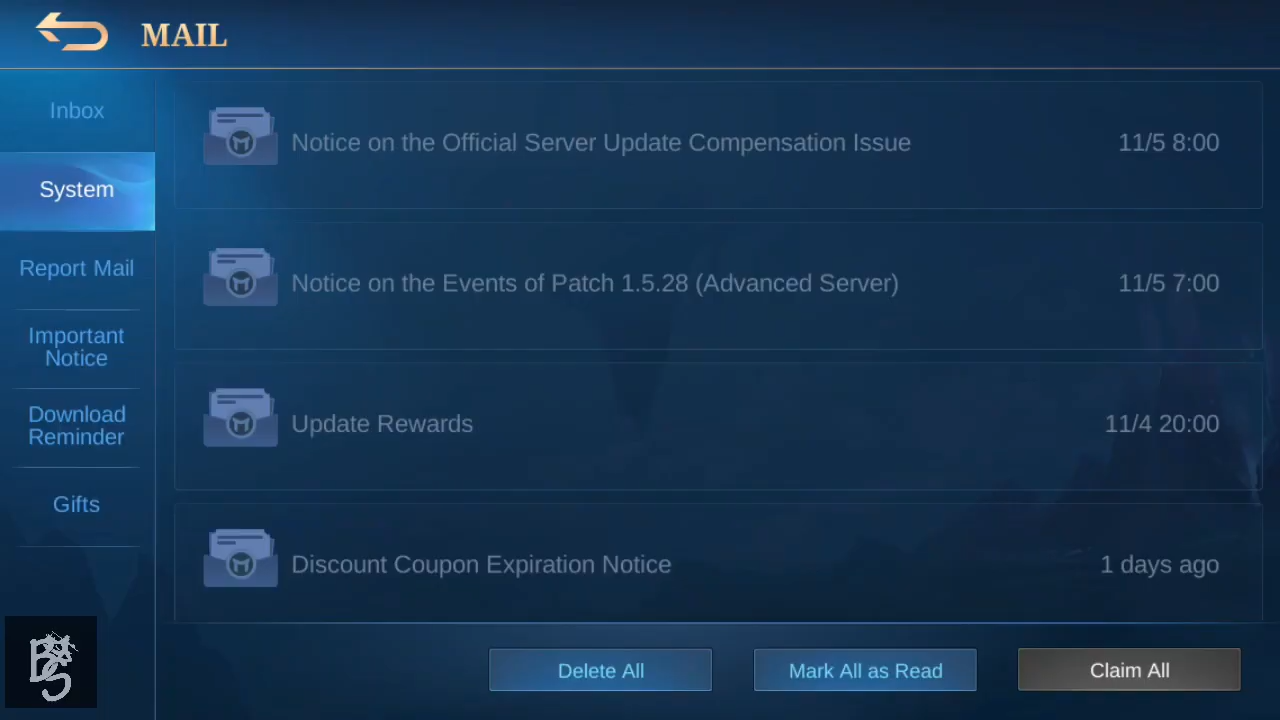 MAIL
Inbox
System
Report Mail
Important
Notice
Download
Reminder
Gifts
Notice on the Official Server Update Compensation Issue 11/5 8:00
Notice on the Events of Patch 1.5.28 (Advanced Server) 11/5 7:00
Update Rewards 11/4 20:00
Discount Coupon Expiration Notice 1 days ago
Delete All
Mark All as Read
Claim All